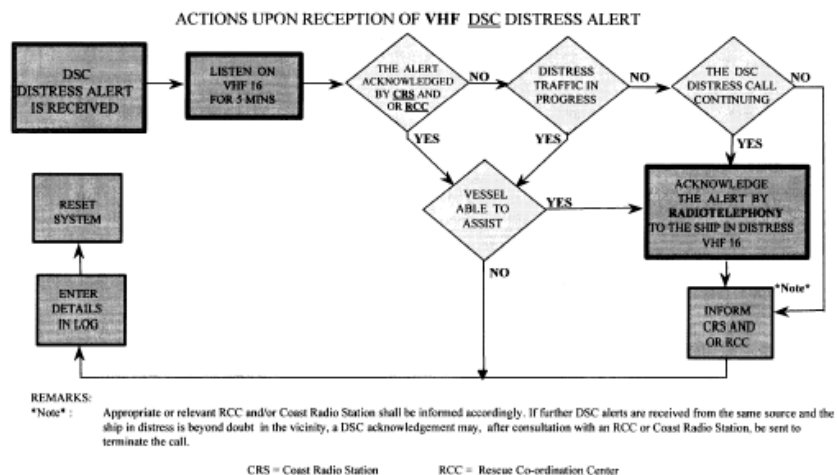 ACTIONS UPON RECEPTION OF VHF DSC DISTRESS ALERT
DSC
DISTRESS ALERT
IS RECEIVED
LISTEN ON
VHF 16
FOR 5 MINS
THE ALERT
ACKNOWLEDGED
BY CRS AND
OR RCC
NO
DISTRESS
TRAFFIC IN
PROGRESS
NO
THE DSC
DISTRESS CALL
CONTINUING
NO
YES
YES
YES
VESSEL
ABLE TO
ASSIST
YES
NO
ACKNOWLEDGE
THE ALERT BY
RADIOTELEPHONY
TO THE SHIP IN DISTRESS
VHF 16
*Note*
INFORM
CRS AND
OR RCC
RESET
SYSTEM
ENTER
DETAILS
IN LOG
REMARKS:
*Note* : Appropriate or relevant RCC and/or Coast Radio Station shall be informed accordingly. If further DSC alerts are received from the same source and the
ship in distress is beyond doubt in the vicinity, a DSC acknowledgement may, after consultation with an RCC or Coast Radio Station, be sent to
terminate the call.
CRS = Coast Radio Station RCC = Rescue Co-ordination Center